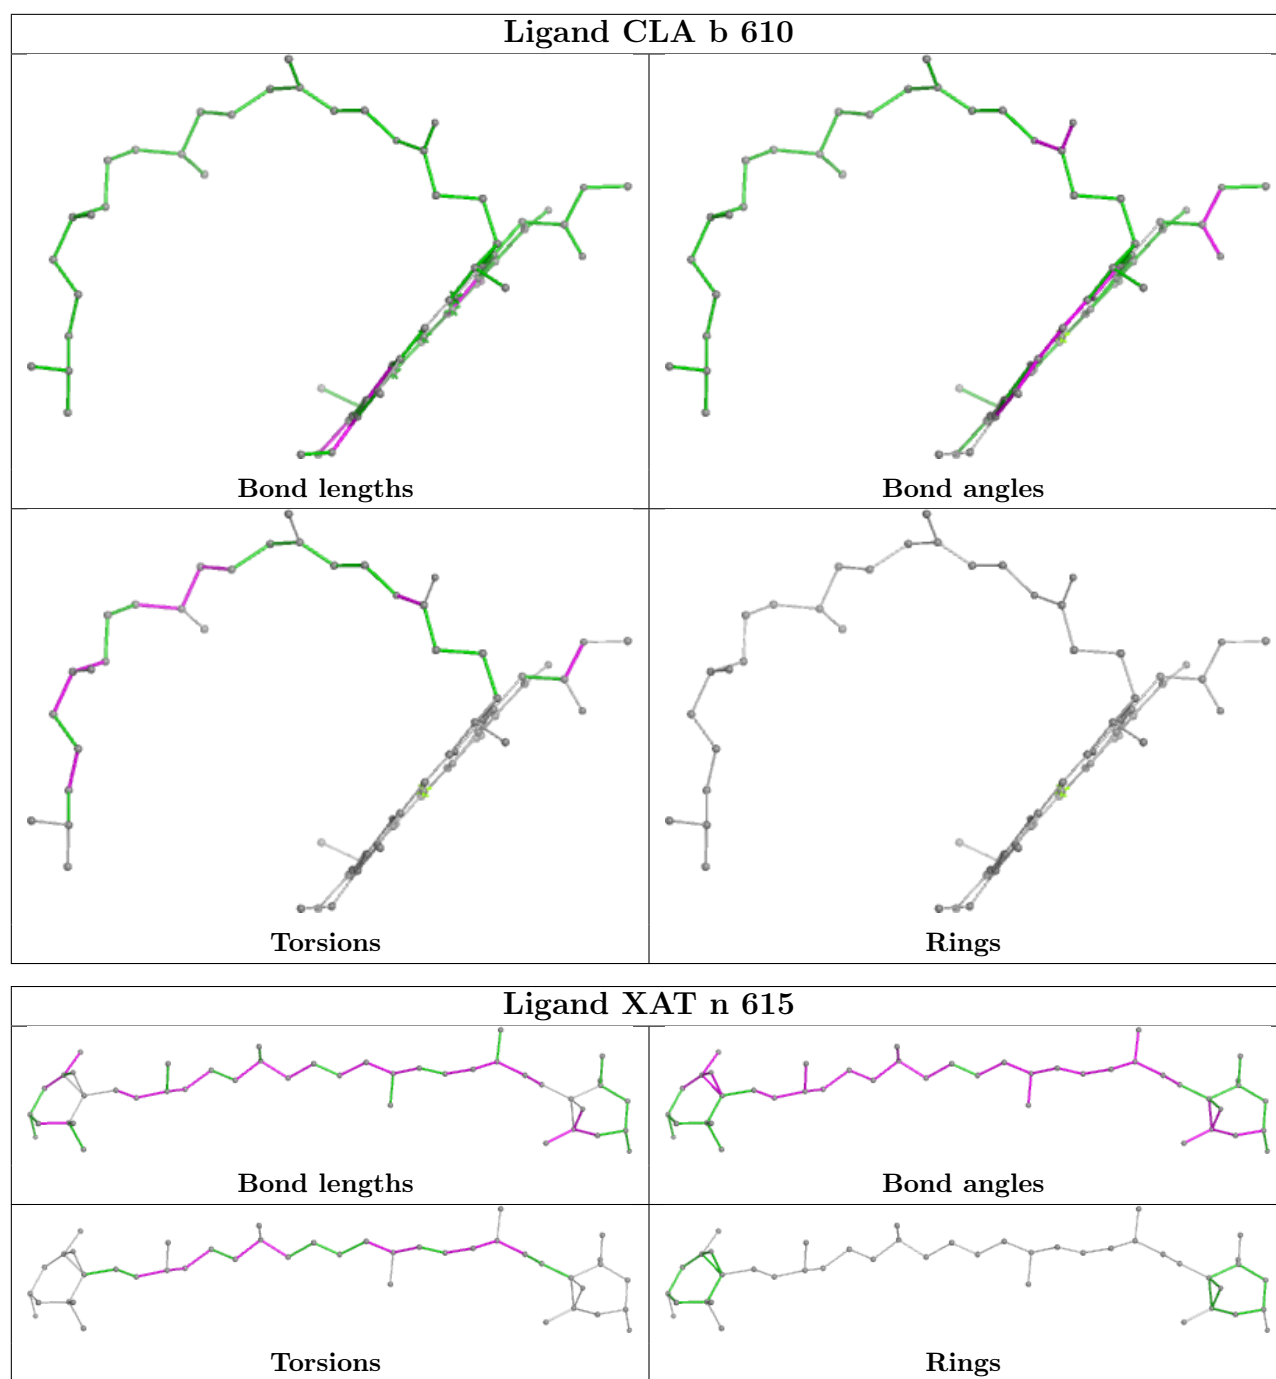 Ligand CLA b 610
Bond lengths
Bond angles
Torsions
Rings
Ligand XAT n 615
Bond lengths
Bond angles
Torsions
Rings